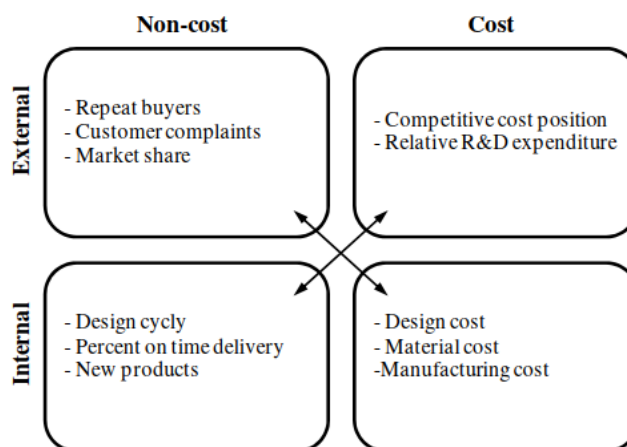 Non-cost
Cost
External
- Repeat buyers
- Customer complaints
- Market share
- Competitive cost position
- Relative R&D expenditure
Internal
- Design cycly
- Percent on time delivery
- New products
- Design cost
- Material cost
-Manufacturing cost